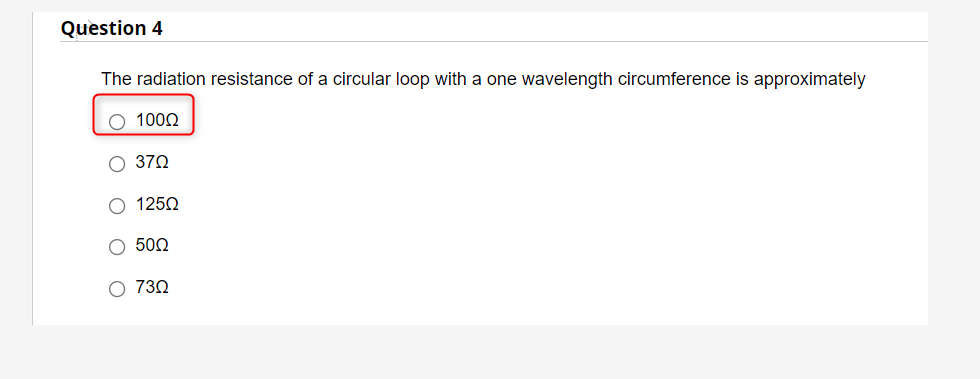 Question 4
The radiation resistance of a circular loop with a one wavelength circumference is approximately
100Ω
37Ω
125Ω
50Ω
73Ω